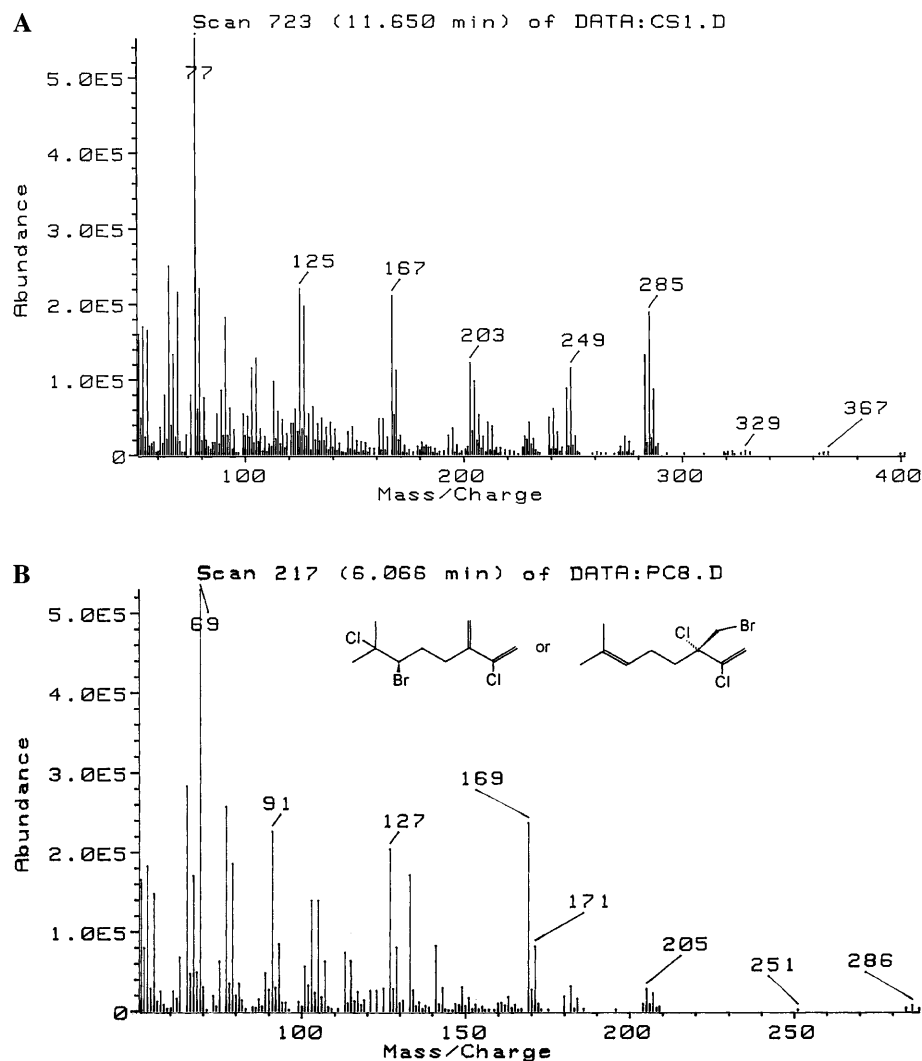 A
Scan 723 (11.650 min) of DATA:CS1.D
Abundance
5.0E5
4.0E5
3.0E5
2.0E5
1.0E5
0
77
125
167
203
249
285
329
367
100
200
300
400
Mass/Charge
B
Scan 217 (6.066 min) of DATA:PC8.D
Abundance
5.0E5
4.0E5
3.0E5
2.0E5
1.0E5
0
69
91
127
169
171
205
251
286
Cl
Br
Cl
or
Cl
Br
Cl
100
150
200
250
Mass/Charge